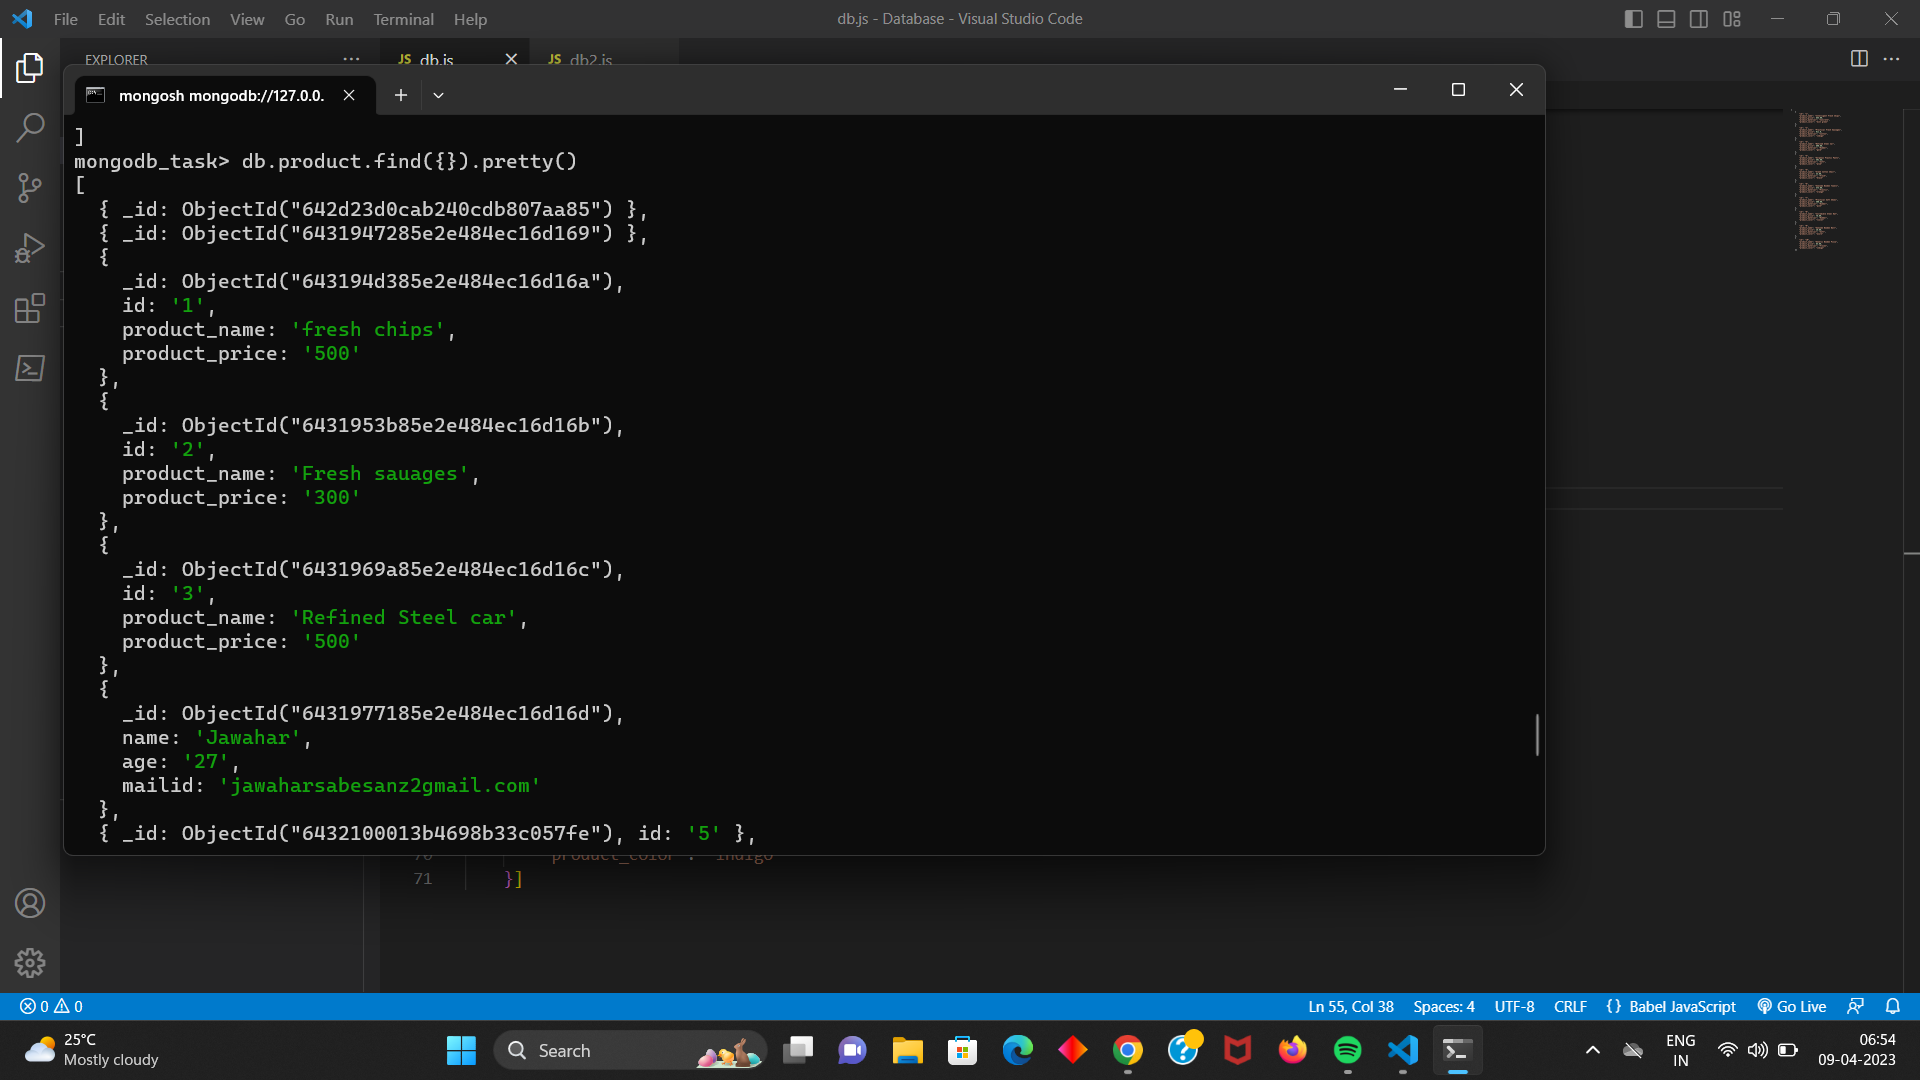 File Edit Selection View Go Run Terminal Help
db.js - Database - Visual Studio Code
EXPLORER ...
JS db.js
JS db2.js
mongosh mongodb://127.0.0.
]
mongodb_task> db.product.find({}).pretty()
[
{ _id: ObjectId("642d23d0cab240cdb807aa85") },
{ _id: ObjectId("6431947285e2e484ec16d169") },
{
_id: ObjectId("643194d385e2e484ec16d16a"),
id: '1',
product_name: 'fresh chips',
product_price: '500'
},
{
_id: ObjectId("6431953b85e2e484ec16d16b"),
id: '2',
product_name: 'Fresh sauages',
product_price: '300'
},
{
_id: ObjectId("6431969a85e2e484ec16d16c"),
id: '3',
product_name: 'Refined Steel car',
product_price: '500'
},
{
_id: ObjectId("6431977185e2e484ec16d16d"),
name: 'Jawahar',
age: '27',
mailid: 'jawaharsabesanz2gmail.com'
},
{ _id: ObjectId("6432100013b4698b33c057fe"), id: '5' },
70 product_color : indigo
71 }]
0 0
Ln 55, Col 38 Spaces: 4 UTF-8 CRLF {} Babel JavaScript Go Live
25°C
Mostly cloudy
Search
ENG
IN
06:54
09-04-2023